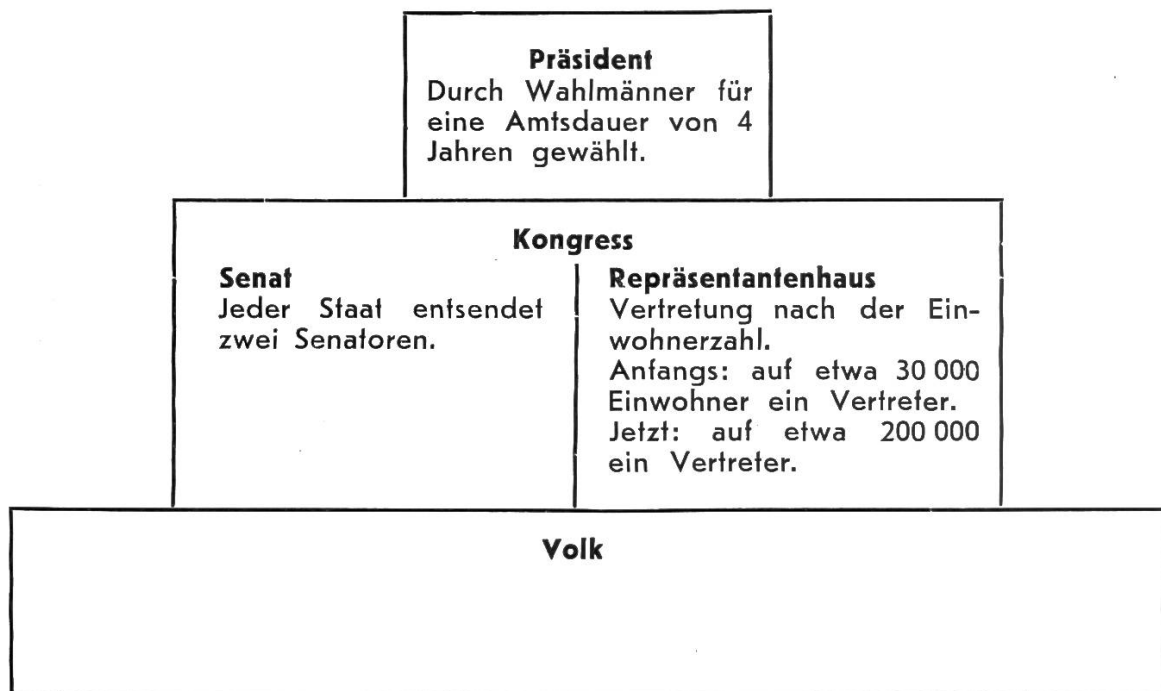 Präsident
Durch Wahlmänner für
eine Amtsdauer von 4
Jahren gewählt.
Kongress
Senat
Jeder Staat entsendet
zwei Senatoren.
Repräsentantenhaus
Vertretung nach der Ein-
wohnerzahl.
Anfangs: auf etwa 30 000
Einwohner ein Vertreter.
Jetzt: auf etwa 200 000
ein Vertreter.
Volk